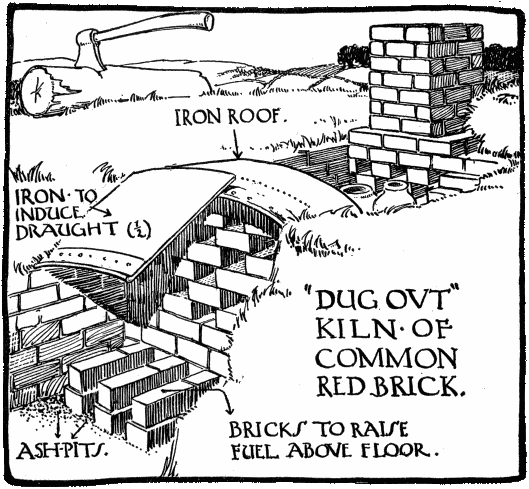 IRON ROOF.
IRON· TO
INDUCE
DRAUGHT (½)
"DUG OVT"
KILN· OF
COMMON
RED BRICK.
ASH·PITS.
BRICKS TO RAISE
FUEL ABOVE FLOOR.